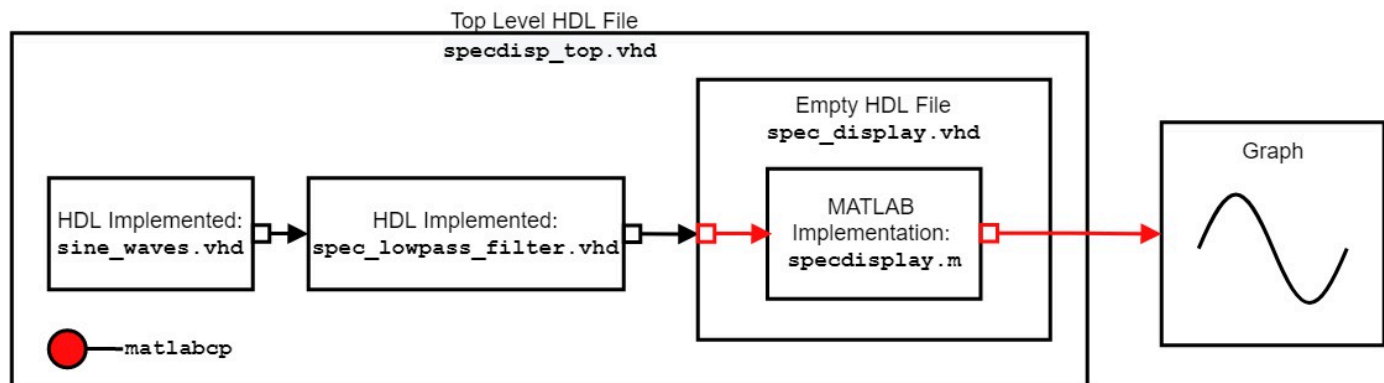 Top Level HDL File
specdisp_top.vhd
Empty HDL File
spec_display.vhd
Graph
HDL Implemented:
sine_waves.vhd
HDL Implemented:
spec_lowpass_filter.vhd
MATLAB
Implementation:
specdisplay.m
matlabcp